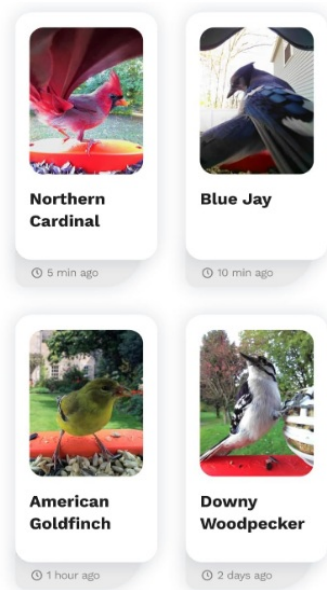 Northern
Cardinal
5 min ago
Blue Jay
10 min ago
American
Goldfinch
1 hour ago
Downy
Woodpecker
2 days ago